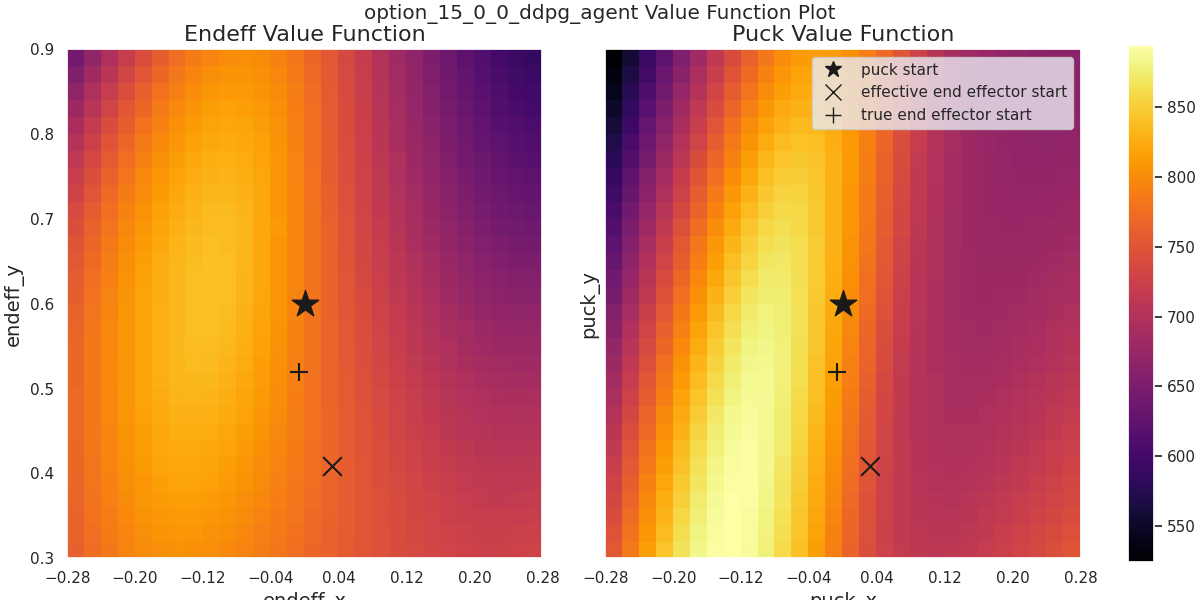 option_15_0_0_ddpg_agent Value Function Plot
Endeff Value Function
Puck Value Function
puck start
effective end effector start
true end effector start
endeff_y
0.9
0.8
0.7
0.6
0.5
0.4
0.3
−0.28 −0.20 −0.12 −0.04 0.04 0.12 0.20 0.28
endeff_x
puck_y
−0.28 −0.20 −0.12 −0.04 0.04 0.12 0.20 0.28
puck_x
850
800
750
700
650
600
550